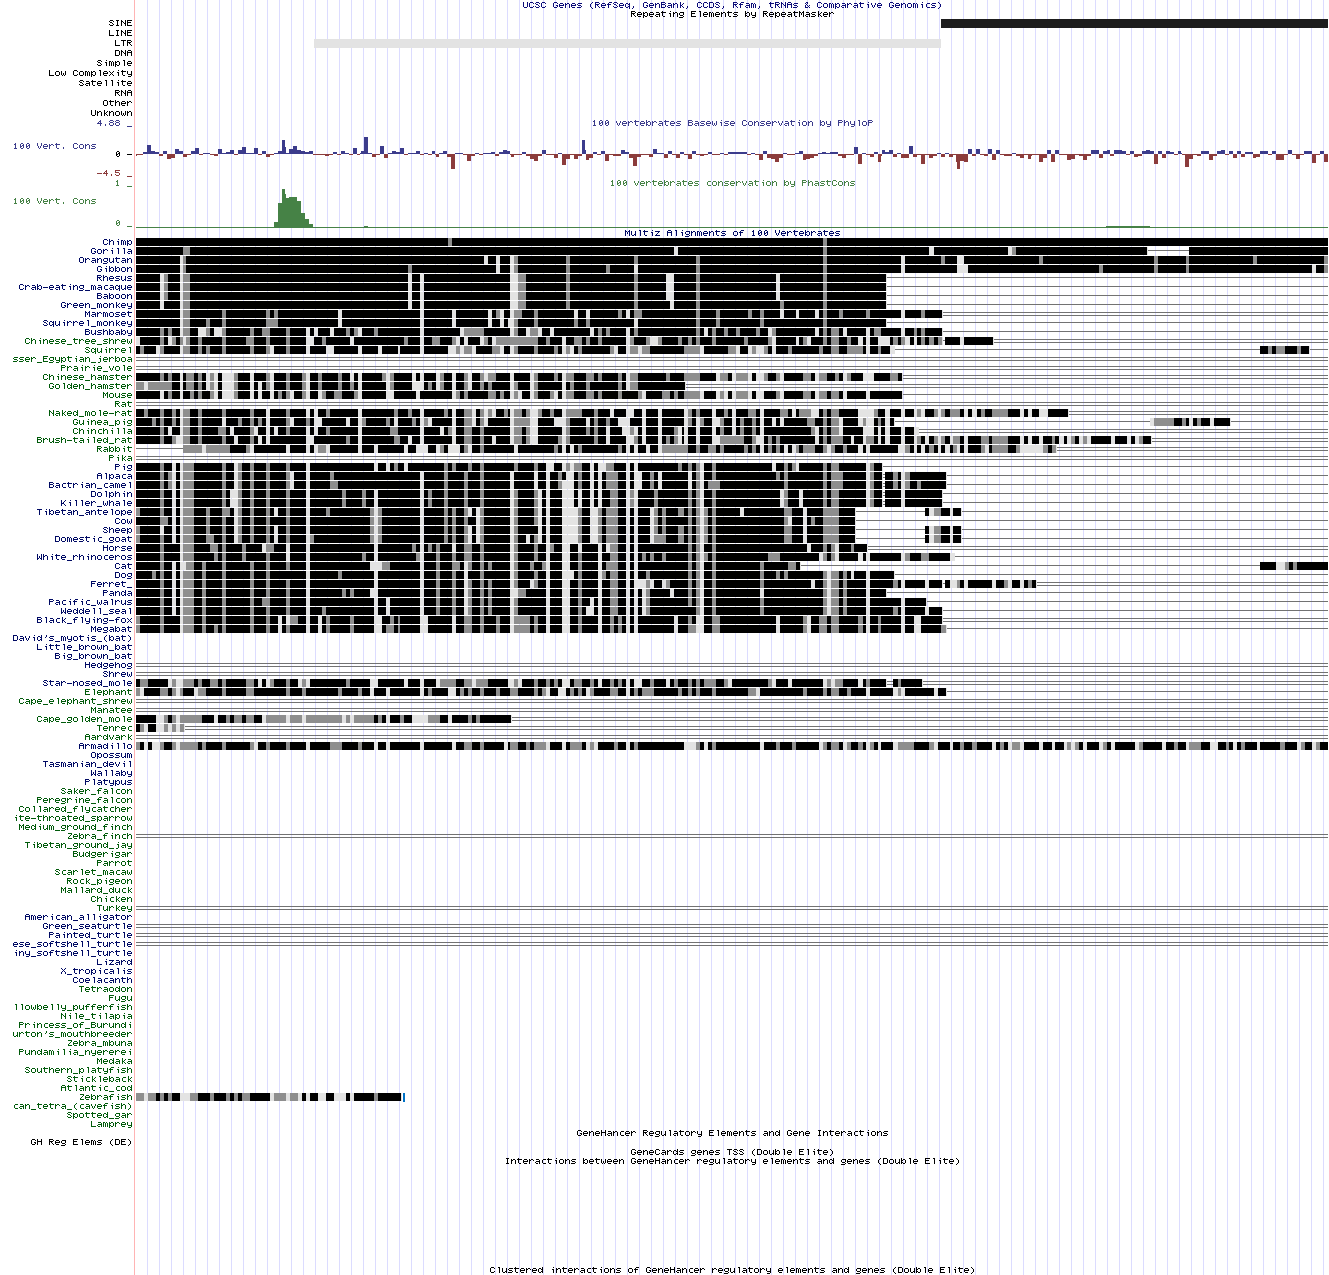 UCSC Genes (RefSeq, GenBank, CCDS, Rfam, tRNAs & Comparative Genomics)
Repeating Elements by RepeatMasker
SINE
LINE
LTR
DNA
Simple
Low Complexity
Satellite
RNA
Other
Unknown
4.88 _
100 vertebrates Basewise Conservation by PhyloP
100 Vert. Cons
0 _
-4.5 _
1 _
100 vertebrates conservation by PhastCons
100 Vert. Cons
0 _
Multiz Alignments of 100 Vertebrates
Chimp
Gorilla
Orangutan
Gibbon
Rhesus
Crab-eating_macaque
Baboon
Green_monkey
Marmoset
Squirrel_monkey
Bushbaby
Chinese_tree_shrew
Squirrel
sser_Egyptian_jerboa
Prairie_vole
Chinese_hamster
Golden_hamster
Mouse
Rat
Naked_mole-rat
Guinea_pig
Chinchilla
Brush-tailed_rat
Rabbit
Pika
Pig
Alpaca
Bactrian_camel
Dolphin
Killer_whale
Tibetan_antelope
Cow
Sheep
Domestic_goat
Horse
White_rhinoceros
Cat
Dog
Ferret_
Panda
Pacific_walrus
Weddell_seal
Black_flying-fox
Megabat
David's_myotis_(bat)
Little_brown_bat
Big_brown_bat
Hedgehog
Shrew
Star-nosed_mole
Elephant
Cape_elephant_shrew
Manatee
Cape_golden_mole
Tenrec
Aardvark
Armadillo
Opossum
Tasmanian_devil
Wallaby
Platypus
Saker_falcon
Peregrine_falcon
Collared_flycatcher
ite-throated_sparrow
Medium_ground_finch
Zebra_finch
Tibetan_ground_jay
Budgerigar
Parrot
Scarlet_macaw
Rock_pigeon
Mallard_duck
Chicken
Turkey
American_alligator
Green_seaturtle
Painted_turtle
ese_softshell_turtle
iny_softshell_turtle
Lizard
X_tropicalis
Coelacanth
Tetraodon
Fugu
llowbelly_pufferfish
Nile_tilapia
Princess_of_Burundi
urton's_mouthbreeder
Zebra_mbuna
Pundamilia_nyererei
Medaka
Southern_platyfish
Stickleback
Atlantic_cod
Zebrafish
can_tetra_(cavefish)
Spotted_gar
Lamprey
GeneHancer Regulatory Elements and Gene Interactions
GH Reg Elems (DE)
GeneCards genes TSS (Double Elite)
Interactions between GeneHancer regulatory elements and genes (Double Elite)
Clustered interactions of GeneHancer regulatory elements and genes (Double Elite)